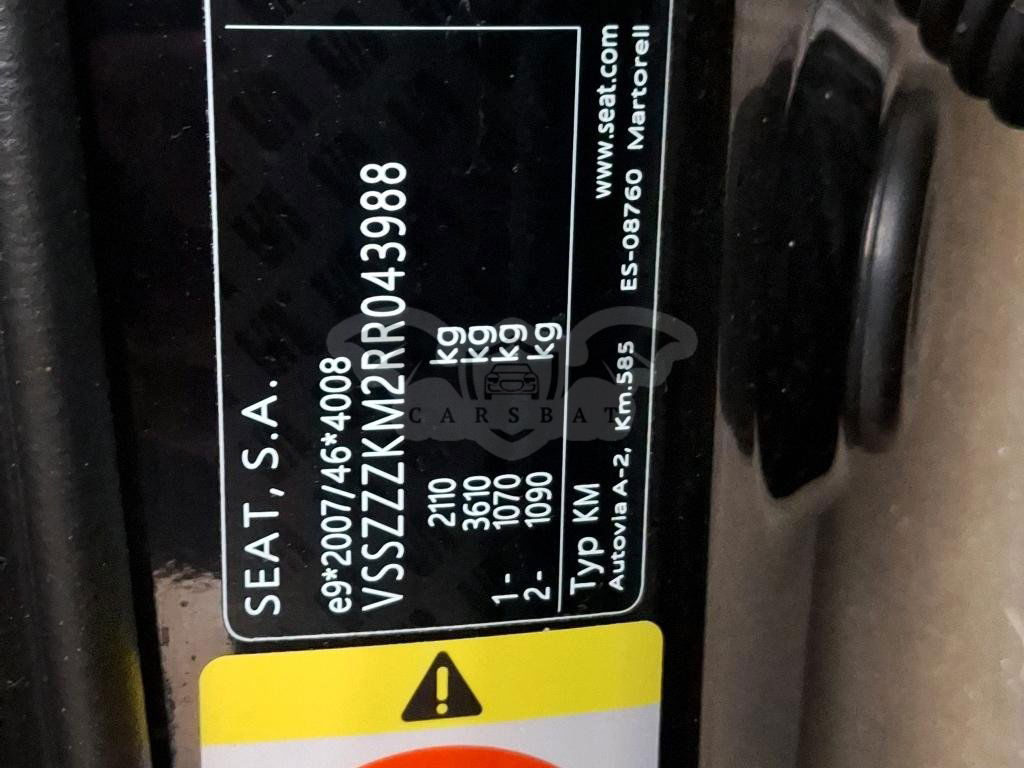 SEAT, S.A.
e9*2007/46*4008
VSSZZZKM2RR043988
2110 kg
3610 kg
1- 1070 kg
2- 1090 kg
Typ KM
www.seat.com
Autovia A-2, Km.585 ES-08760 Martorell
CARSBAT